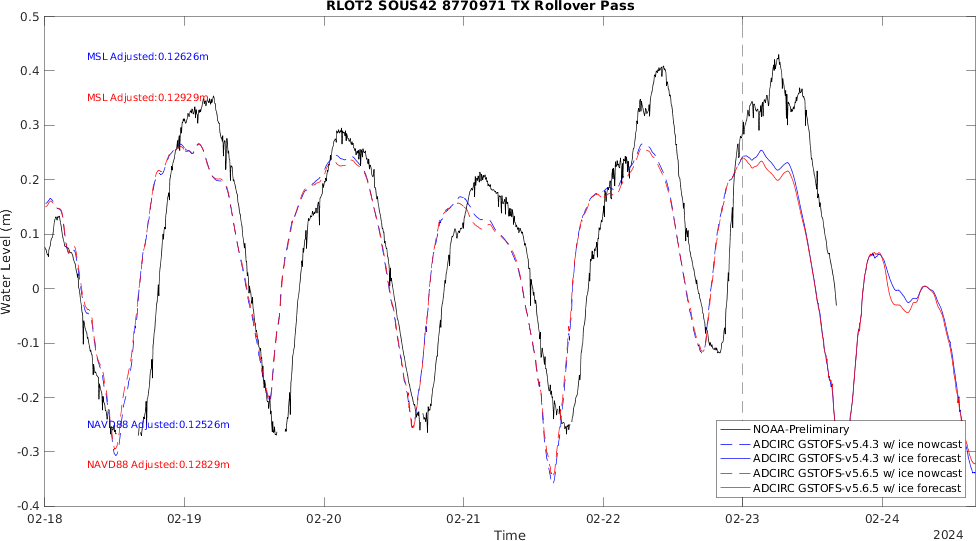 RLOT2 SOUS42 8770971 TX Rollover Pass
0.5
0.4
0.3
0.2
0.1
0
-0.1
-0.2
-0.3
-0.4
Water Level (m)
MSL Adjusted:0.12626m
MSL Adjusted:0.12929m
NAVD88 Adjusted:0.12526m
NAVD88 Adjusted:0.12829m
NOAA-Preliminary
ADCIRC GSTOFS-v5.4.3 w/ ice nowcast
ADCIRC GSTOFS-v5.4.3 w/ ice forecast
ADCIRC GSTOFS-v5.6.5 w/ ice nowcast
ADCIRC GSTOFS-v5.6.5 w/ ice forecast
02-18 02-19 02-20 02-21 02-22 02-23 02-24
Time
2024